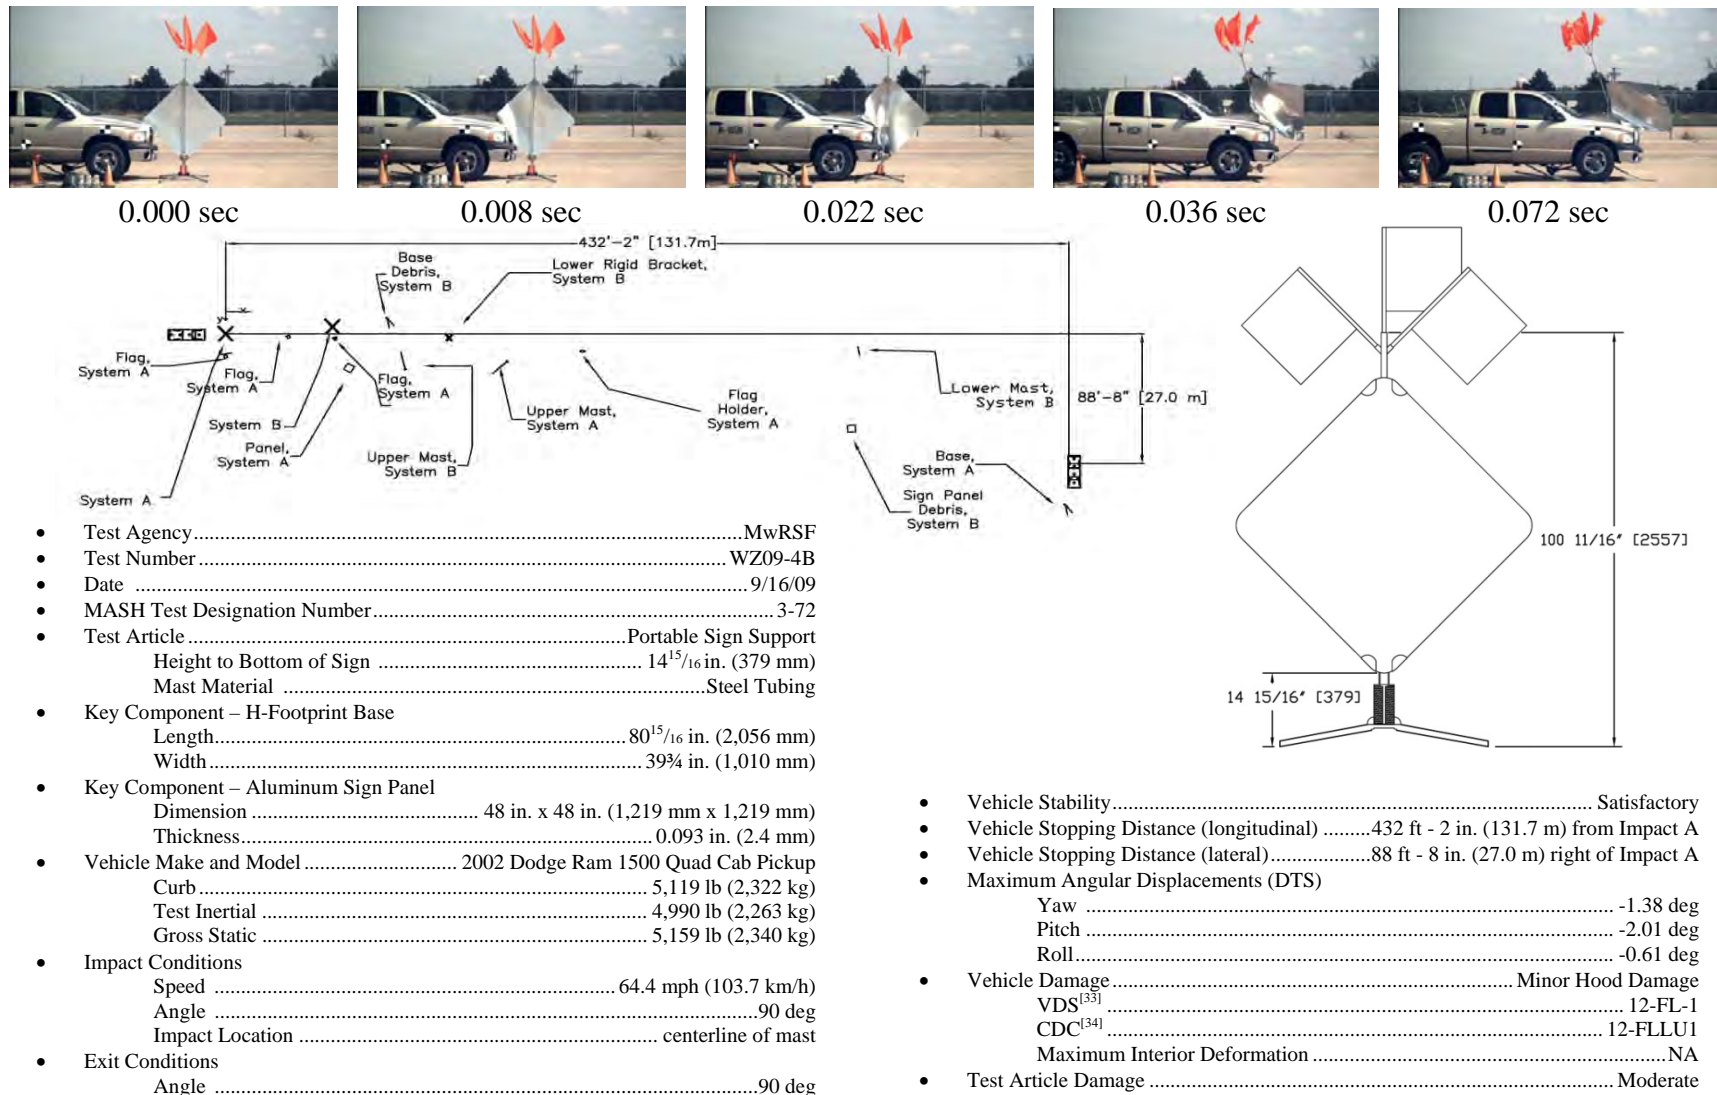 0.000 sec
0.008 sec
0.022 sec
0.036 sec
0.072 sec
432'-2" [131.7m]
Base
Debris,
System B
Lower Rigid Bracket,
System B
y
x
Flag,
System A
Flag,
System A
Flag,
System A
System B
Panel,
System A
Upper Mast,
System B
Upper Mast,
System A
Flag
Holder,
System A
Lower Mast,
System B
88'-8" [27.0 m]
Base,
System A
Sign Panel
Debris,
System B
System A
100 11/16" [2557]
14 15/16" [379]
• Test Agency MwRSF
• Test Number WZ09-4B
• Date 9/16/09
• MASH Test Designation Number 3-72
• Test Article Portable Sign Support
Height to Bottom of Sign 14 15/16 in. (379 mm)
Mast Material Steel Tubing
• Key Component – H-Footprint Base
Length 80 15/16 in. (2,056 mm)
Width 39¾ in. (1,010 mm)
• Key Component – Aluminum Sign Panel
Dimension 48 in. x 48 in. (1,219 mm x 1,219 mm)
Thickness 0.093 in. (2.4 mm)
• Vehicle Make and Model 2002 Dodge Ram 1500 Quad Cab Pickup
Curb 5,119 lb (2,322 kg)
Test Inertial 4,990 lb (2,263 kg)
Gross Static 5,159 lb (2,340 kg)
• Impact Conditions
Speed 64.4 mph (103.7 km/h)
Angle 90 deg
Impact Location centerline of mast
• Exit Conditions
Angle 90 deg
• Vehicle Stability Satisfactory
• Vehicle Stopping Distance (longitudinal) 432 ft - 2 in. (131.7 m) from Impact A
• Vehicle Stopping Distance (lateral) 88 ft - 8 in. (27.0 m) right of Impact A
• Maximum Angular Displacements (DTS)
Yaw -1.38 deg
Pitch -2.01 deg
Roll -0.61 deg
• Vehicle Damage Minor Hood Damage
VDS[33] 12-FL-1
CDC[34] 12-FLLU1
Maximum Interior Deformation NA
• Test Article Damage Moderate